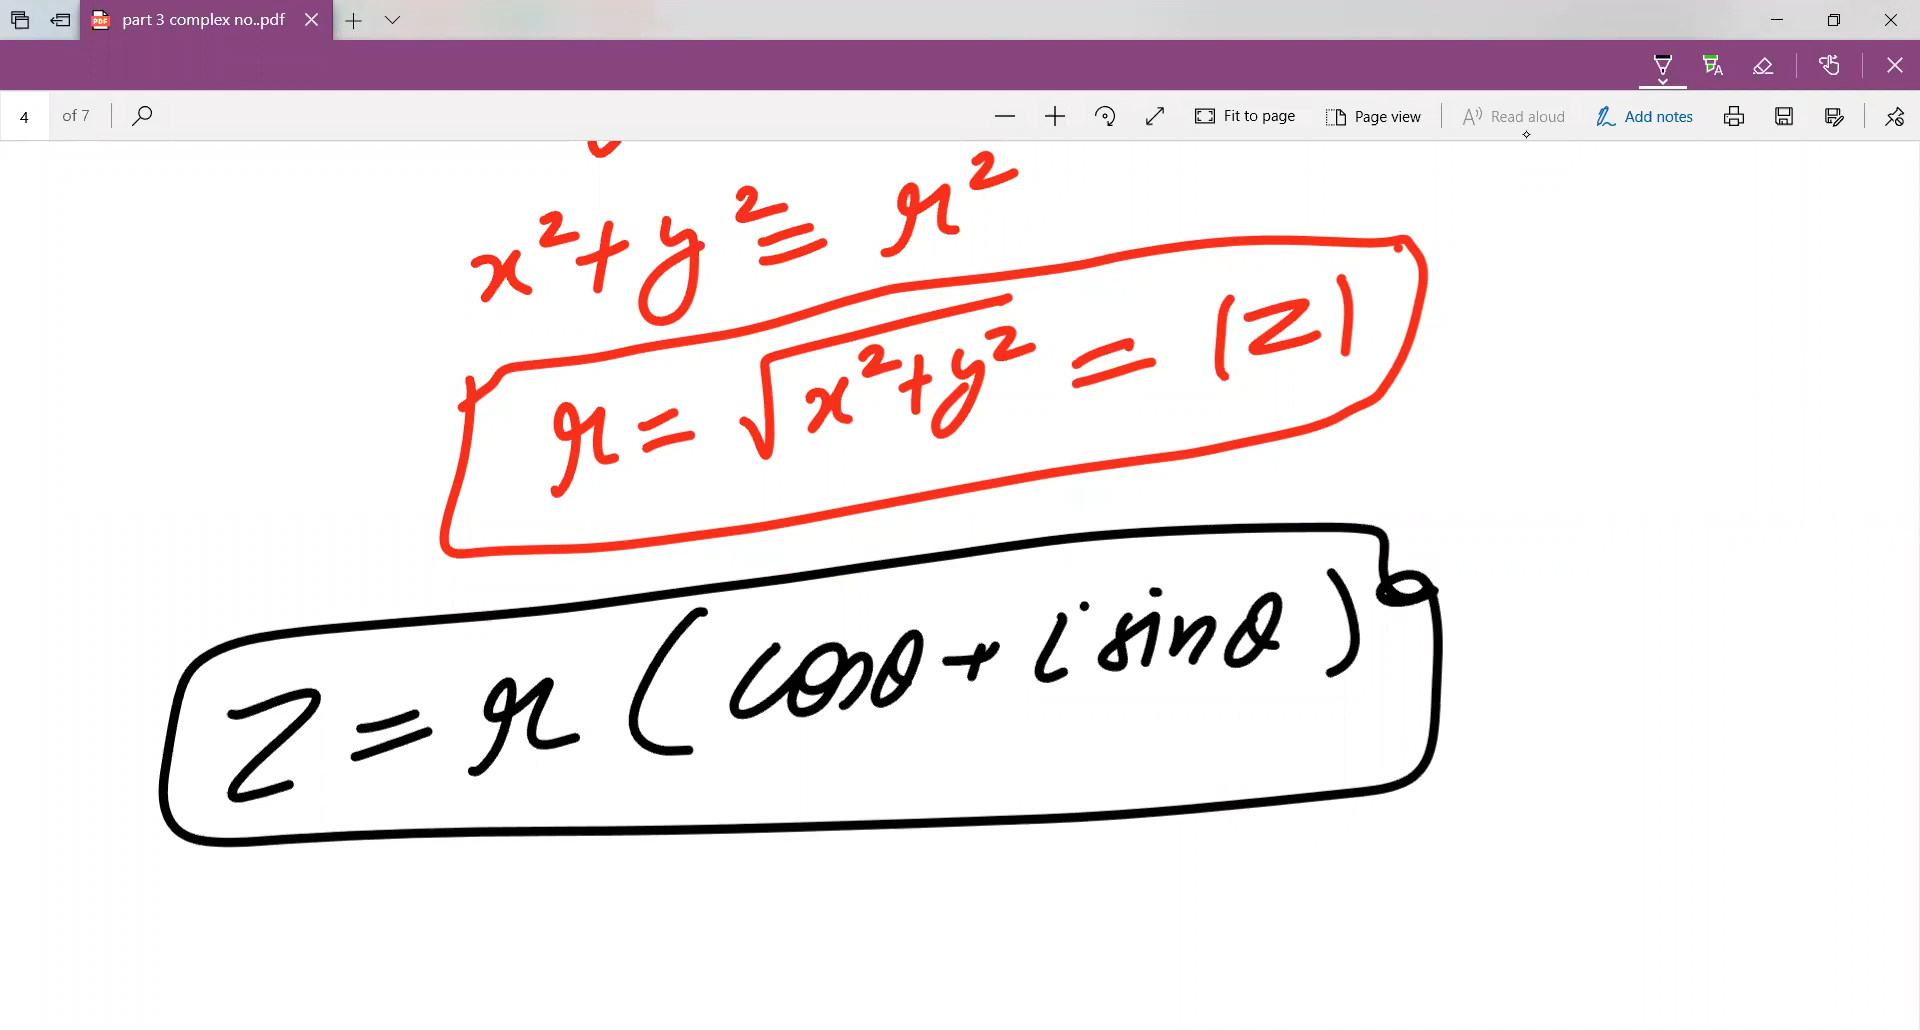 part 3 complex no..pdf
4 of 7 Fit to page Page view Read aloud Add notes
x²+y² = r²
r = √x²+y² = |z|
z = r ( cosθ + i sinθ )